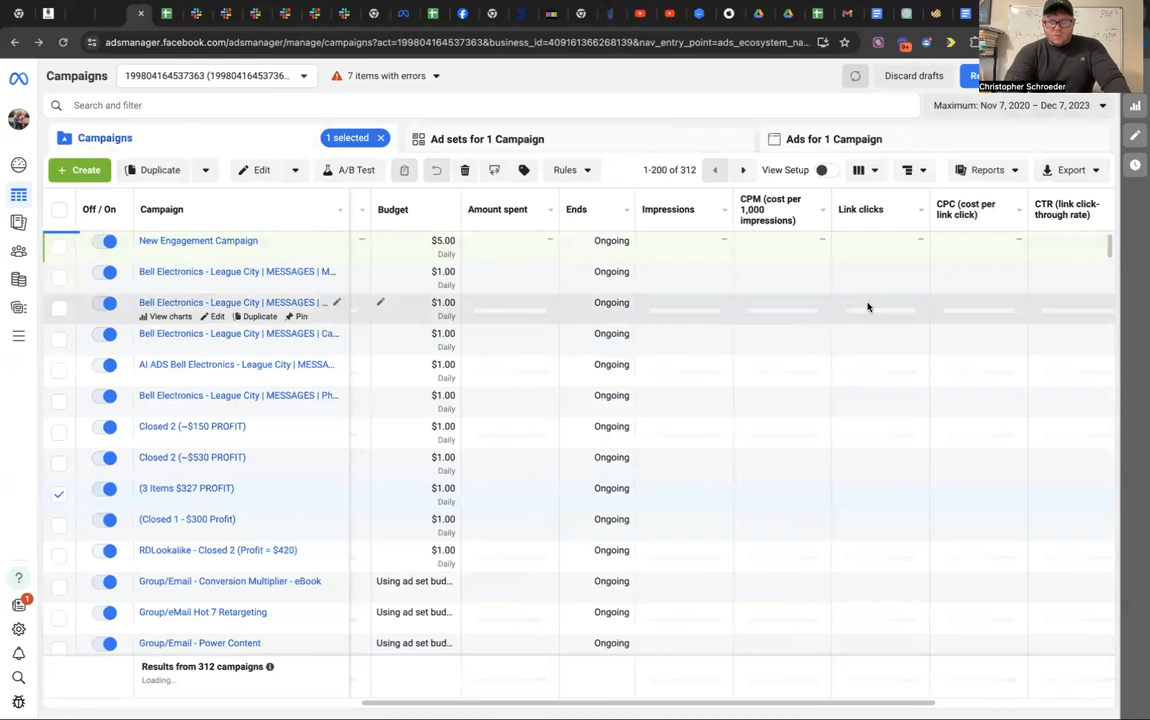 adsmanager.facebook.com/adsmanager/manage/campaigns?act=199804164537363&business_id=409161366268139&nav_entry_point=ads_ecosystem_na...
9+
Christopher Schroeder
Campaigns
199804164537363 (19980416453736...
7 items with errors
Discard drafts
Search and filter
Maximum: Nov 7, 2020 – Dec 7, 2023
Campaigns
1 selected
Ad sets for 1 Campaign
Ads for 1 Campaign
+ Create
Duplicate
Edit
A/B Test
Rules
1-200 of 312
View Setup
Reports
Export
Off / On
Campaign
Budget
Amount spent
Ends
Impressions
CPM (cost per 1,000 impressions)
Link clicks
CPC (cost per link click)
CTR (link click-through rate)
New Engagement Campaign
–
$5.00
Daily
–
Ongoing
–
–
–
–
Bell Electronics - League City | MESSAGES | M...
$1.00
Daily
Ongoing
Bell Electronics - League City | MESSAGES | ...
View charts
Edit
Duplicate
Pin
$1.00
Daily
Ongoing
Bell Electronics - League City | MESSAGES | Ca...
$1.00
Daily
Ongoing
AI ADS Bell Electronics - League City | MESSA...
$1.00
Daily
Ongoing
Bell Electronics - League City | MESSAGES | Ph...
$1.00
Daily
Ongoing
Closed 2 (~$150 PROFIT)
$1.00
Daily
Ongoing
Closed 2 (~$530 PROFIT)
$1.00
Daily
Ongoing
(3 Items $327 PROFIT)
$1.00
Daily
Ongoing
(Closed 1 - $300 Profit)
$1.00
Daily
Ongoing
RDLookalike - Closed 2 (Profit = $420)
$1.00
Daily
Ongoing
Group/Email - Conversion Multiplier - eBook
Using ad set bud...
Ongoing
Group/eMail Hot 7 Retargeting
Using ad set bud...
Ongoing
Group/Email - Power Content
Using ad set bud...
Ongoing
?
1
Results from 312 campaigns
Loading...